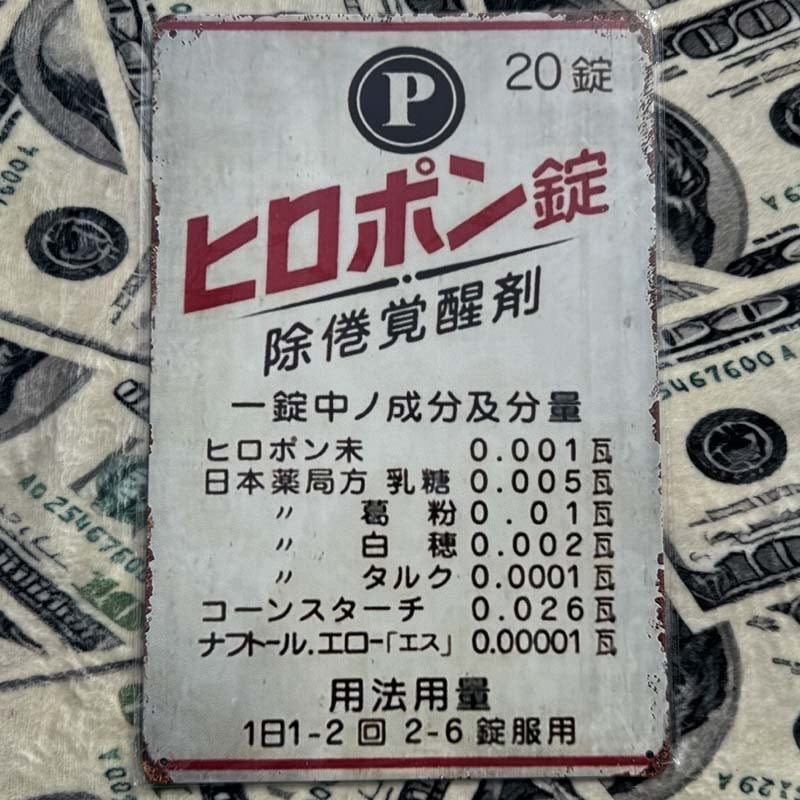 P
20錠
ヒロポン錠
除倦覚醒剤
一錠中ノ成分及分量
ヒロポン末 0.001瓦
日本薬局方 乳糖 0.005瓦
〃 葛粉 0.01瓦
〃 白穂 0.002瓦
〃 タルク 0.0001瓦
コーンスターチ 0.026瓦
ナフトール.エロー「エス」 0.00001瓦
用法用量
1日1-2回 2-6錠服用
5467600A